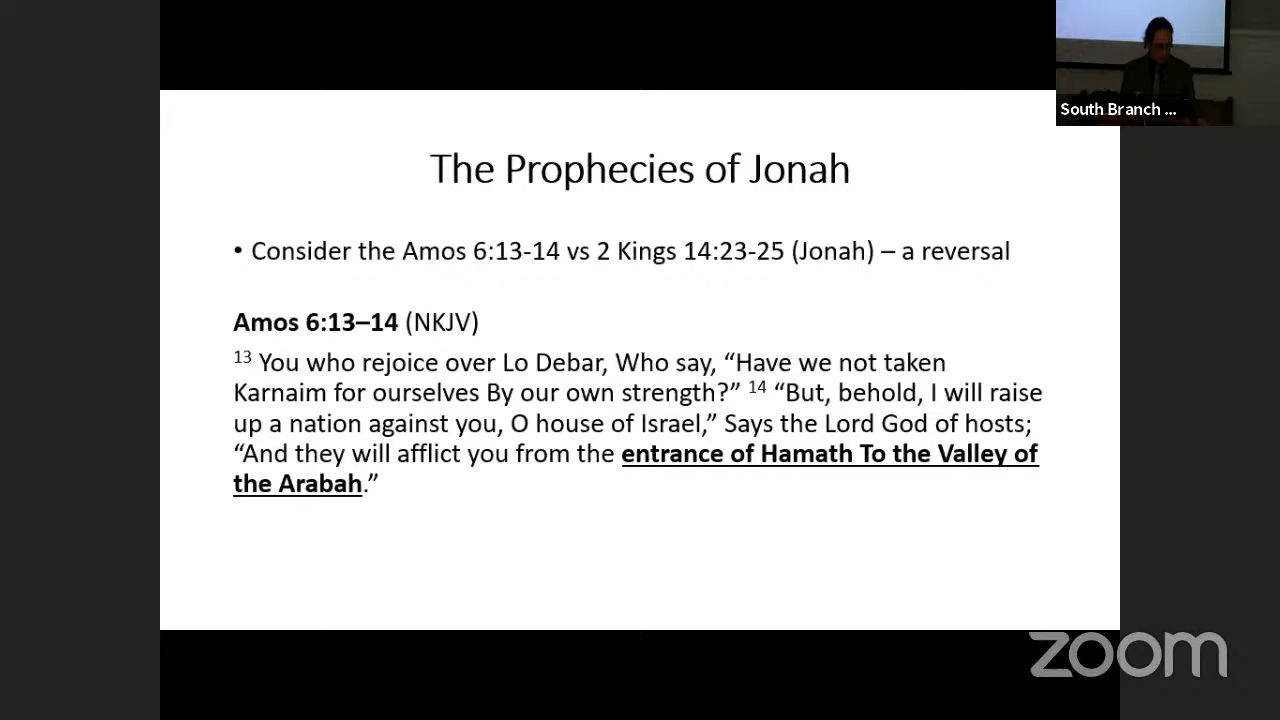 South Branch ...
The Prophecies of Jonah
• Consider the Amos 6:13-14 vs 2 Kings 14:23-25 (Jonah) – a reversal
Amos 6:13–14 (NKJV)
13 You who rejoice over Lo Debar, Who say, “Have we not taken
Karnaim for ourselves By our own strength?” 14 “But, behold, I will raise
up a nation against you, O house of Israel,” Says the Lord God of hosts;
“And they will afflict you from the entrance of Hamath To the Valley of
the Arabah.”
zoom